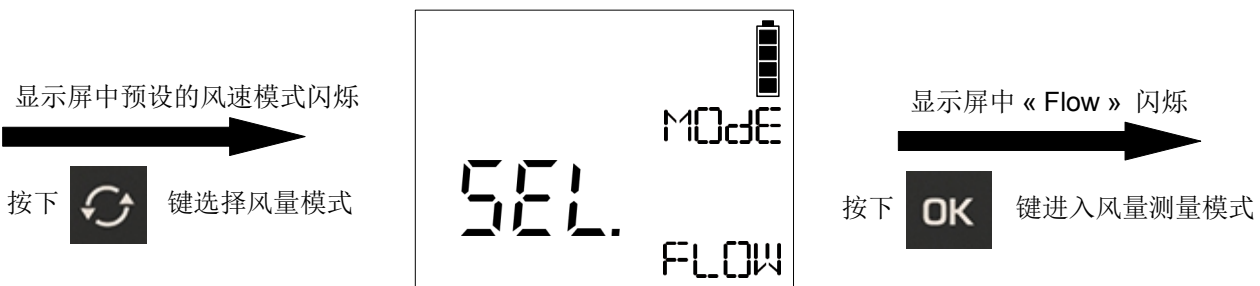 显示屏中预设的风速模式闪烁
按下 键选择风量模式
MOdE
SEL.
FLOW
显示屏中 « Flow » 闪烁
按下 OK 键进入风量测量模式